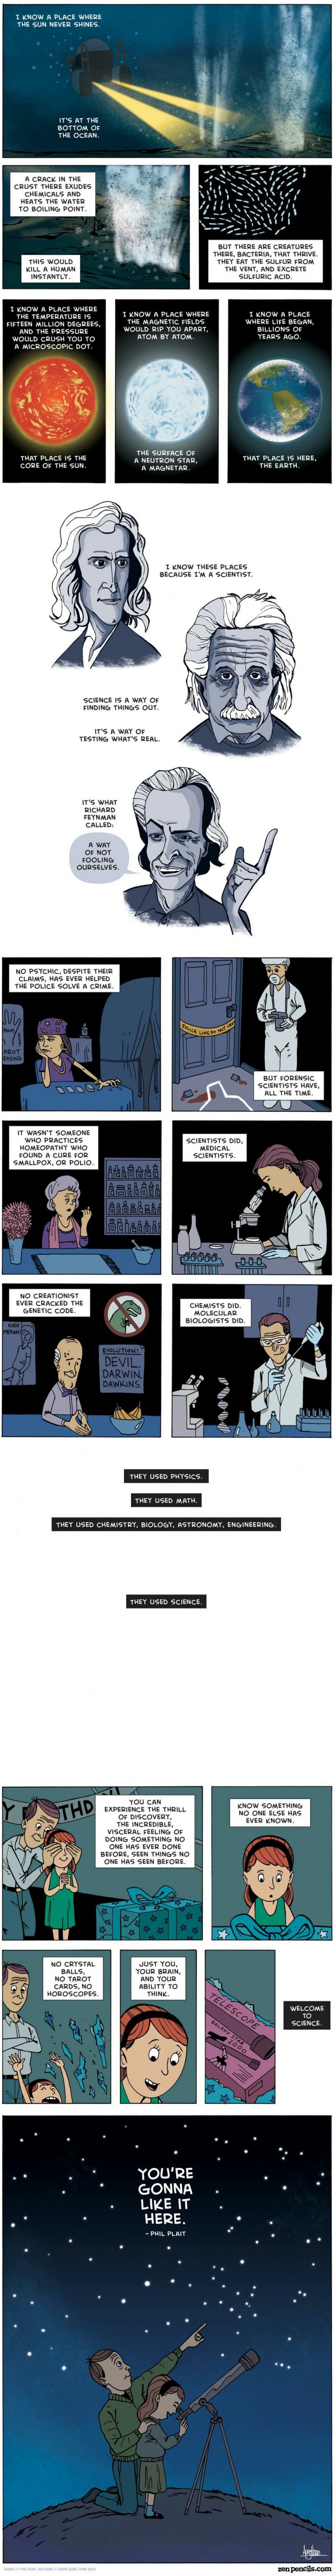 I KNOW A PLACE WHERE
THE SUN NEVER SHINES.
IT'S AT THE
BOTTOM OF
THE OCEAN.
A CRACK IN THE
CRUST THERE EXUDES
CHEMICALS AND
HEATS THE WATER
TO BOILING POINT.
THIS WOULD
KILL A HUMAN
INSTANTLY.
BUT THERE ARE CREATURES
THERE, BACTERIA, THAT THRIVE.
THEY EAT THE SULFUR FROM
THE VENT, AND EXCRETE
SULFURIC ACID.
I KNOW A PLACE WHERE
THE TEMPERATURE IS
FIFTEEN MILLION DEGREES,
AND THE PRESSURE
WOULD CRUSH YOU TO
A MICROSCOPIC DOT.
THAT PLACE IS THE
CORE OF THE SUN.
I KNOW A PLACE WHERE
THE MAGNETIC FIELDS
WOULD RIP YOU APART,
ATOM BY ATOM.
THE SURFACE OF
A NEUTRON STAR,
A MAGNETAR.
I KNOW A PLACE
WHERE LIFE BEGAN,
BILLIONS OF
YEARS AGO.
THAT PLACE IS HERE,
THE EARTH.
I KNOW THESE PLACES
BECAUSE I'M A SCIENTIST.
SCIENCE IS A WAY OF
FINDING THINGS OUT.
IT'S A WAY OF
TESTING WHAT'S REAL.
IT'S WHAT
RICHARD
FEYNMAN
CALLED:
A WAY
OF NOT
FOOLING
OURSELVES.
NO PSYCHIC, DESPITE THEIR
CLAIMS, HAS EVER HELPED
THE POLICE SOLVE A CRIME.
PALM
AROT
EADING
POLICE LINE DO NOT
BUT FORENSIC
SCIENTISTS HAVE,
ALL THE TIME.
IT WASN'T SOMEONE
WHO PRACTICES
HOMEOPATHY WHO
FOUND A CURE FOR
SMALLPOX, OR POLIO.
SCIENTISTS DID,
MEDICAL
SCIENTISTS.
NO CREATIONIST
EVER CRACKED THE
GENETIC CODE.
KIRK
EVOLUTION:
DEVIL,
DARWIN,
DAWKINS.
CHEMISTS DID.
MOLECULAR
BIOLOGISTS DID.
THEY USED PHYSICS.
THEY USED MATH.
THEY USED CHEMISTRY, BIOLOGY, ASTRONOMY, ENGINEERING.
THEY USED SCIENCE.
Y
THD
YOU CAN
EXPERIENCE THE THRILL
OF DISCOVERY,
THE INCREDIBLE,
VISCERAL FEELING OF
DOING SOMETHING NO
ONE HAS EVER DONE
BEFORE, SEEN THINGS NO
ONE HAS SEEN BEFORE.
KNOW SOMETHING
NO ONE ELSE HAS
EVER KNOWN.
NO CRYSTAL
BALLS,
NO TAROT
CARDS, NO
HOROSCOPES.
JUST YOU,
YOUR BRAIN,
AND YOUR
ABILITY TO
THINK.
TELESCOPE
WELCOME
TO
SCIENCE.
YOU'RE
GONNA
LIKE IT
HERE.
- PHIL PLAIT
zenpencils.com